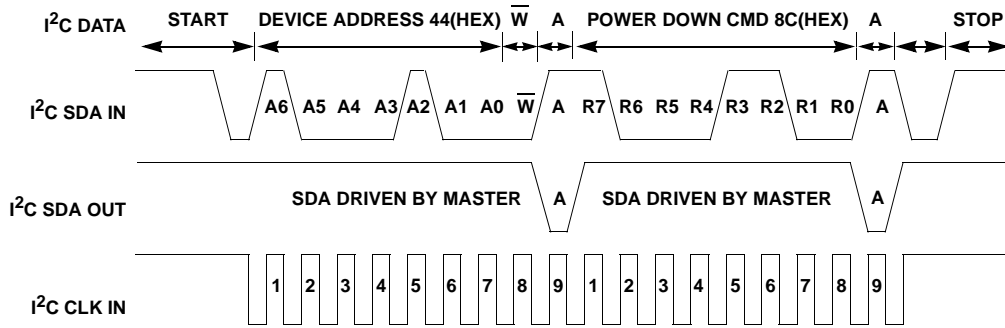 I²C DATA START DEVICE ADDRESS 44(HEX) W̅ A POWER DOWN CMD 8C(HEX) A STOP
I²C SDA IN A6 A5 A4 A3 A2 A1 A0 W̅ A R7 R6 R5 R4 R3 R2 R1 R0 A
I²C SDA OUT SDA DRIVEN BY MASTER A SDA DRIVEN BY MASTER A
I²C CLK IN 1 2 3 4 5 6 7 8 9 1 2 3 4 5 6 7 8 9